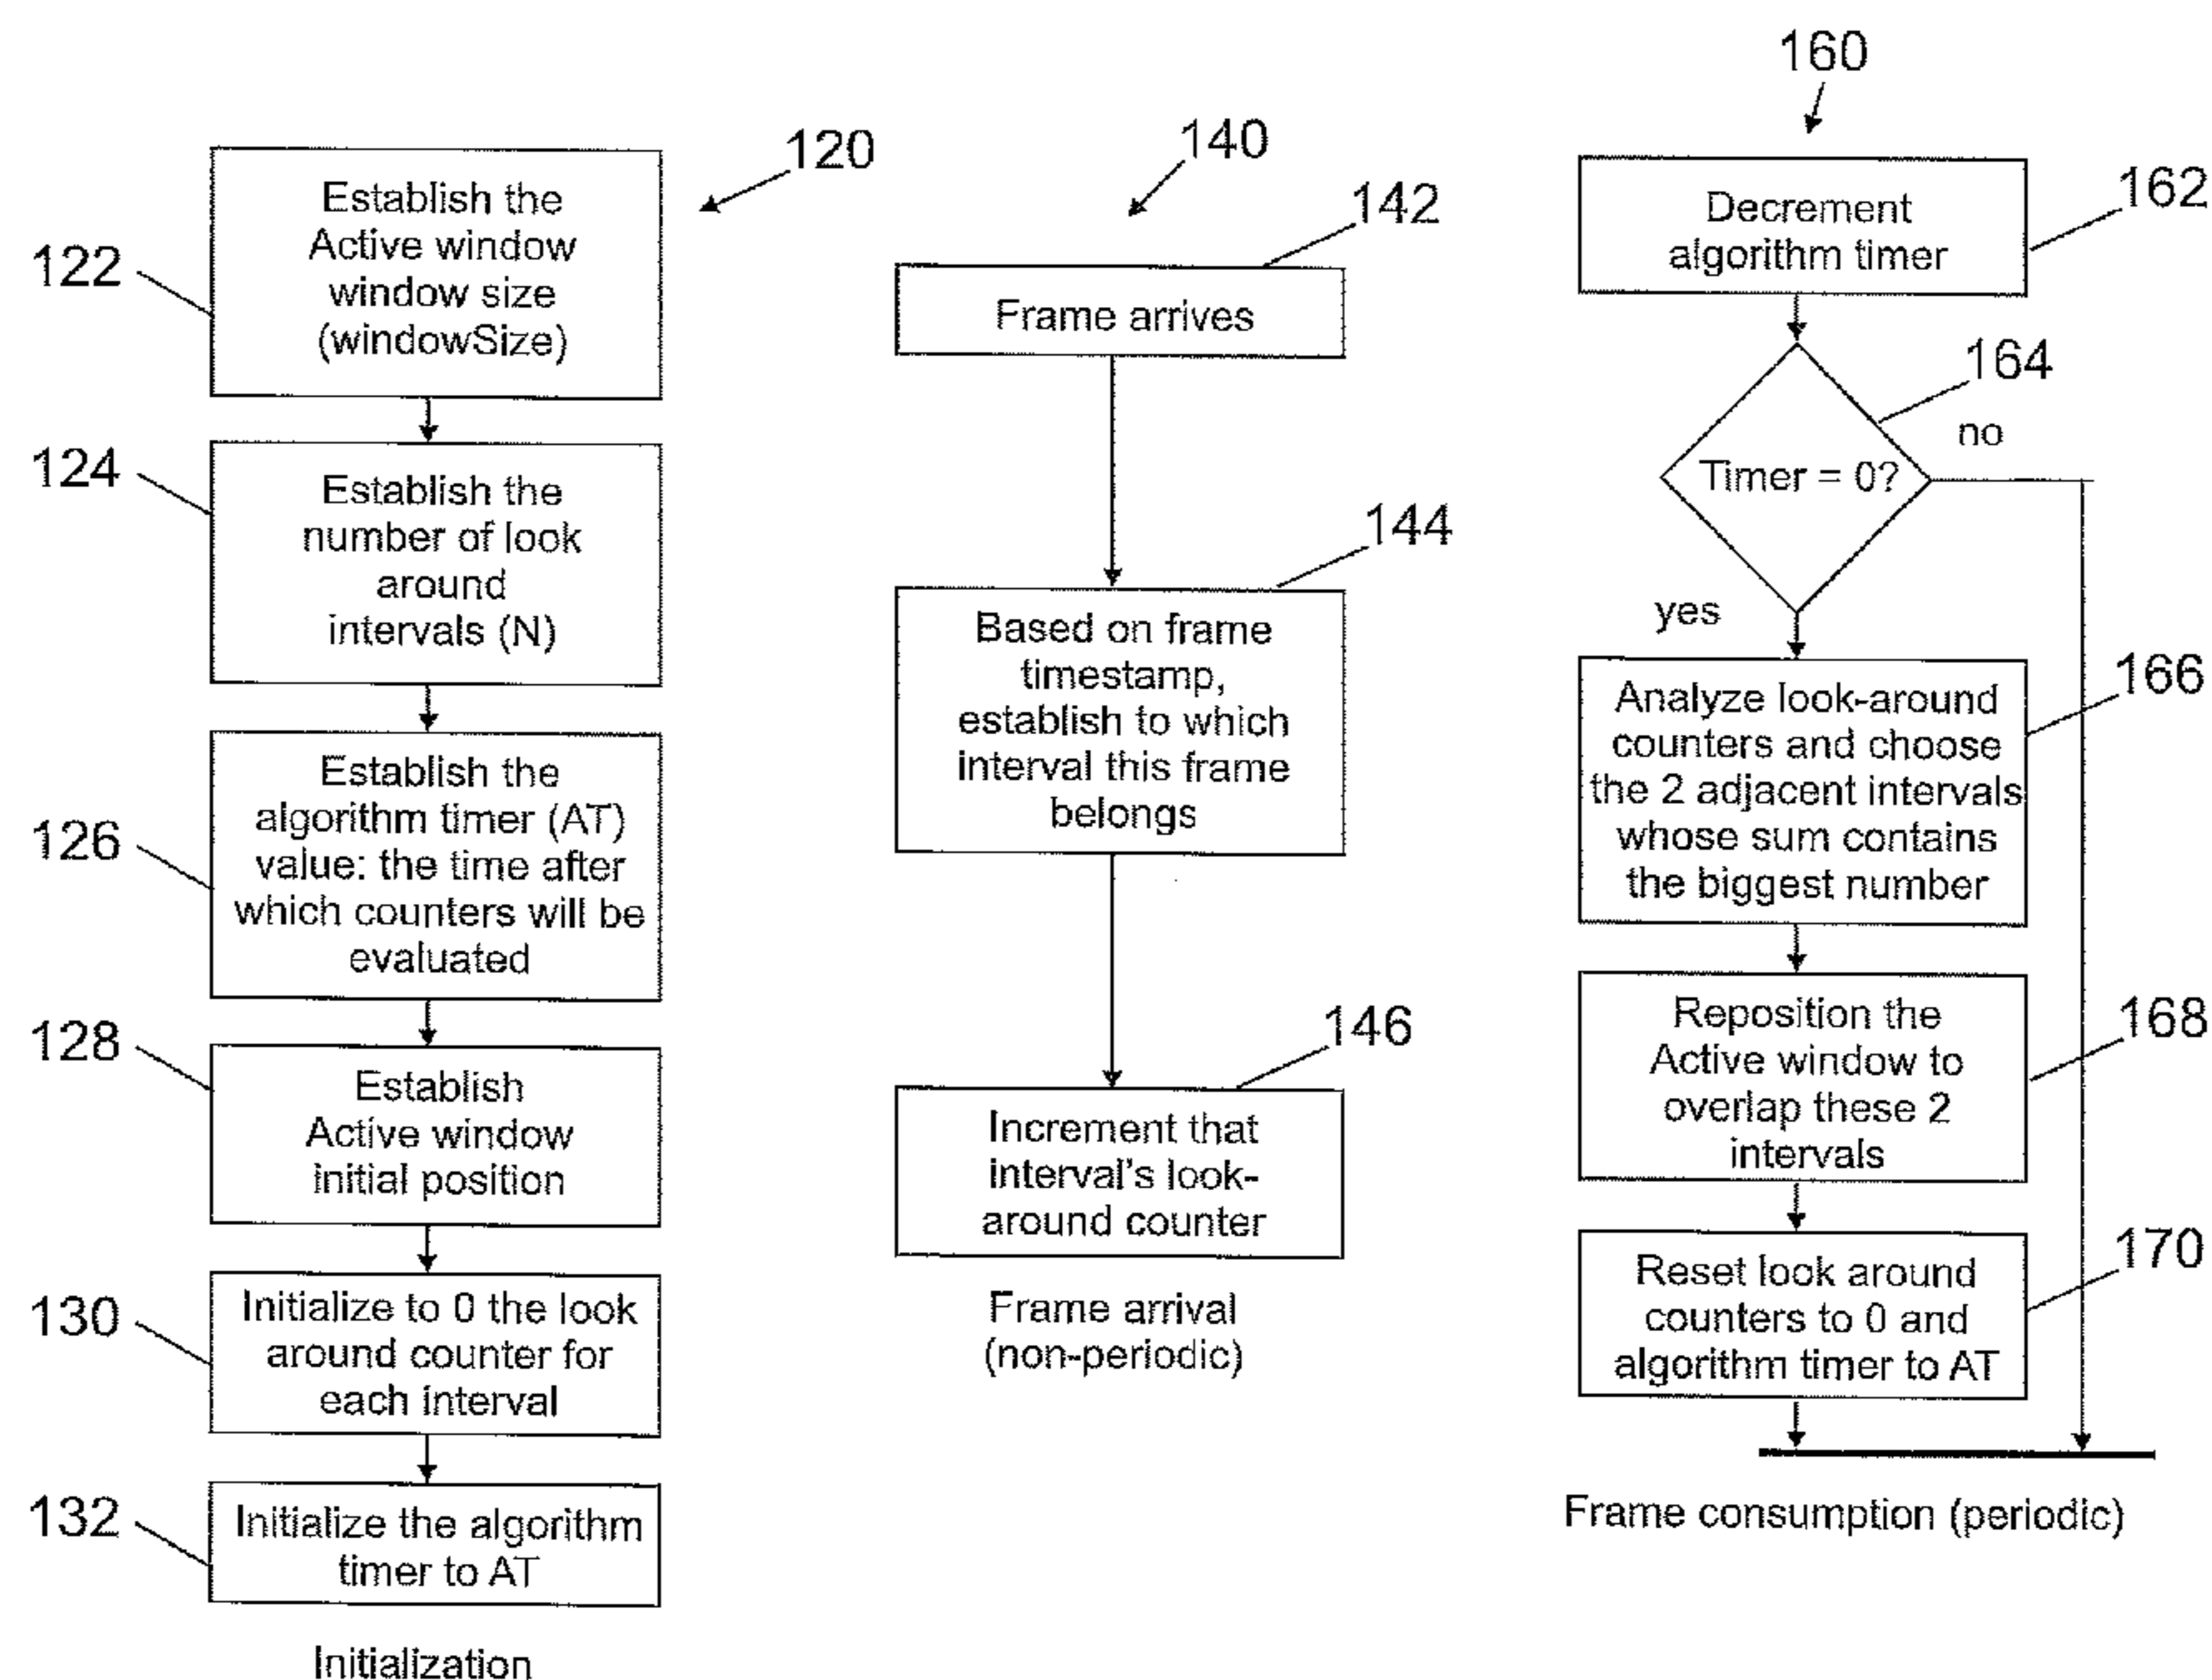 120
122
Establish the
Active window
window size
(windowSize)
124
Establish the
number of look
around
intervals (N)
126
Establish the
algorithm timer (AT)
value: the time after
which counters will be
evaluated
128
Establish
Active window
initial position
130
Initialize to 0 the look
around counter for
each interval
132
Initialize the algorithm
timer to AT
Initialization
140
142
Frame arrives
144
Based on frame
timestamp,
establish to which
interval this frame
belongs
146
Increment that
interval's look-
around counter
Frame arrival
(non-periodic)
160
162
Decrement
algorithm timer
164
Timer = 0?
no
yes
166
Analyze look-around
counters and choose
the 2 adjacent intervals
whose sum contains
the biggest number
168
Reposition the
Active window to
overlap these 2
intervals
170
Reset look around
counters to 0 and
algorithm timer to AT
Frame consumption (periodic)